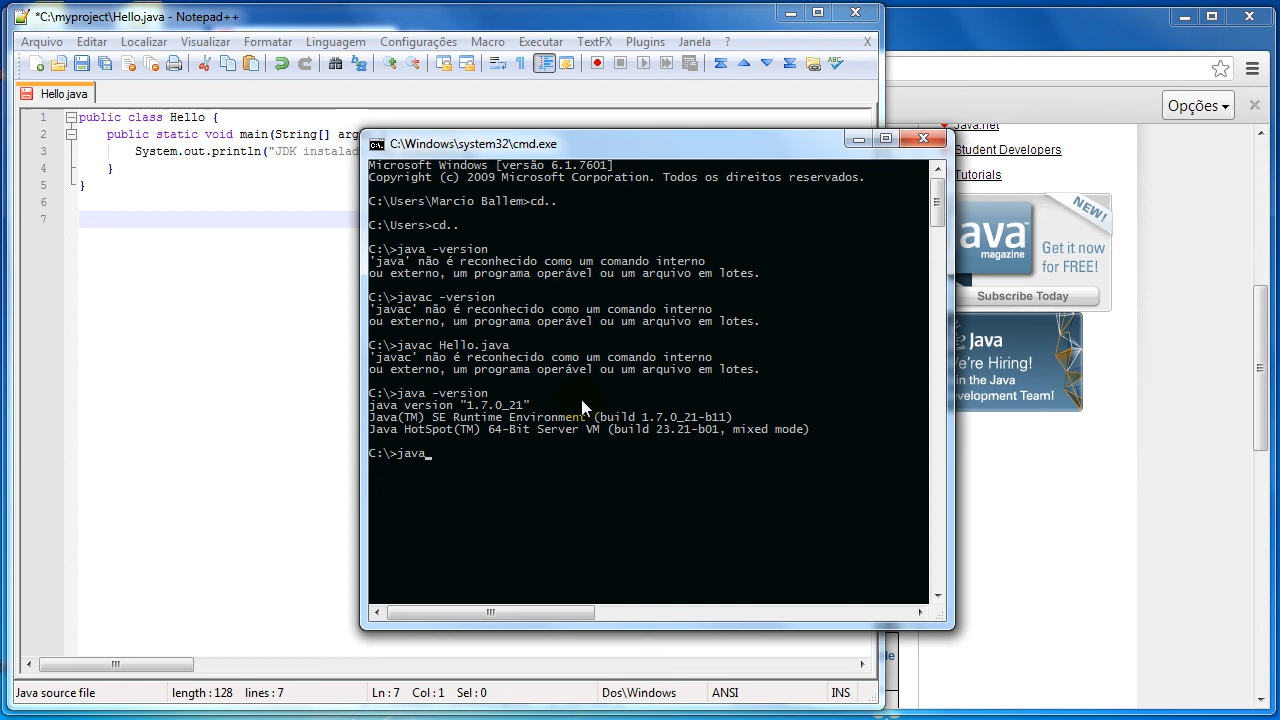 *C:\myproject\Hello.java - Notepad++
Arquivo Editar Localizar Visualizar Formatar Linguagem Configurações Macro Executar TextFX Plugins Janela ? X
Hello.java
1 public class Hello {
2 public static void main(String[] arg
3 System.out.println("JDK instalad
4 }
5 }
6
7
C:\Windows\system32\cmd.exe
Microsoft Windows [versão 6.1.7601]
Copyright (c) 2009 Microsoft Corporation. Todos os direitos reservados.
C:\Users\Marcio Ballem>cd..
C:\Users>cd..
C:\>java -version
'java' não é reconhecido como um comando interno
ou externo, um programa operável ou um arquivo em lotes.
C:\>javac -version
'javac' não é reconhecido como um comando interno
ou externo, um programa operável ou um arquivo em lotes.
C:\>javac Hello.java
'javac' não é reconhecido como um comando interno
ou externo, um programa operável ou um arquivo em lotes.
C:\>java -version
java version "1.7.0_21"
Java(TM) SE Runtime Environment (build 1.7.0_21-b11)
Java HotSpot(TM) 64-Bit Server VM (build 23.21-b01, mixed mode)
C:\>java_
Opções
Java.net
Student Developers
Tutorials
NEW!
ava
magazine
Get it now
for FREE!
Subscribe Today
Java
We're Hiring!
in the Java
velopment Team!
le
Java source file length : 128 lines : 7 Ln : 7 Col : 1 Sel : 0 Dos\Windows ANSI INS